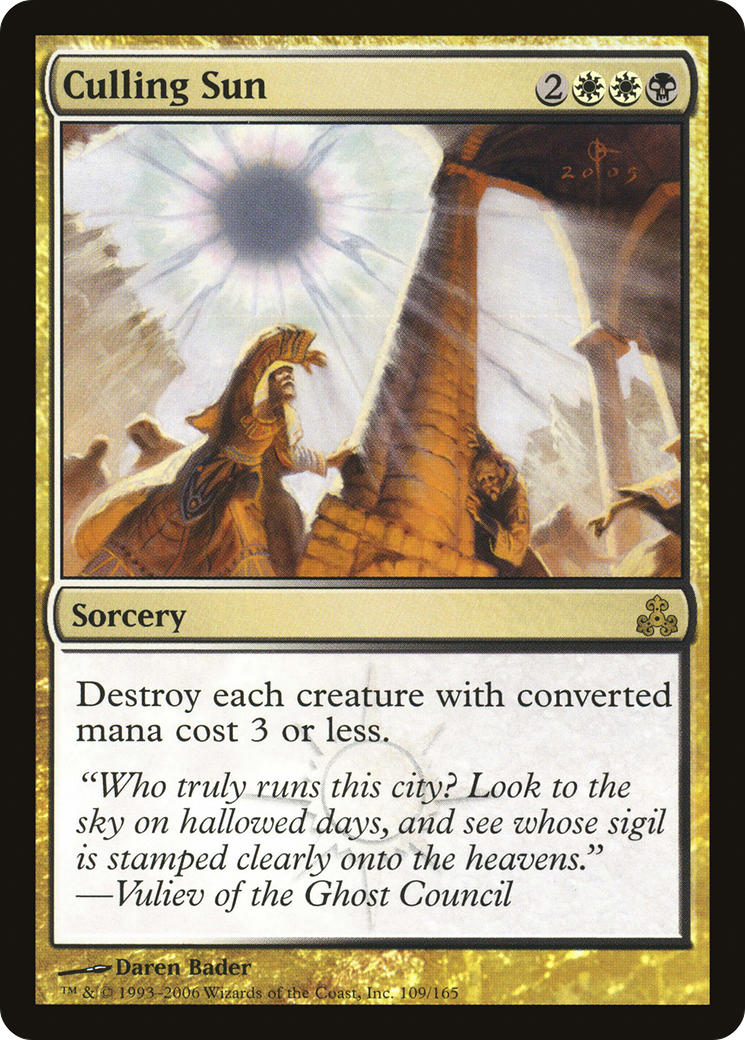 Culling Sun
2
2005
Sorcery
Destroy each creature with converted
mana cost 3 or less.
“Who truly runs this city? Look to the
sky on hallowed days, and see whose sigil
is stamped clearly onto the heavens.”
—Vuliev of the Ghost Council
Daren Bader
™ & © 1993–2006 Wizards of the Coast, Inc. 109/165